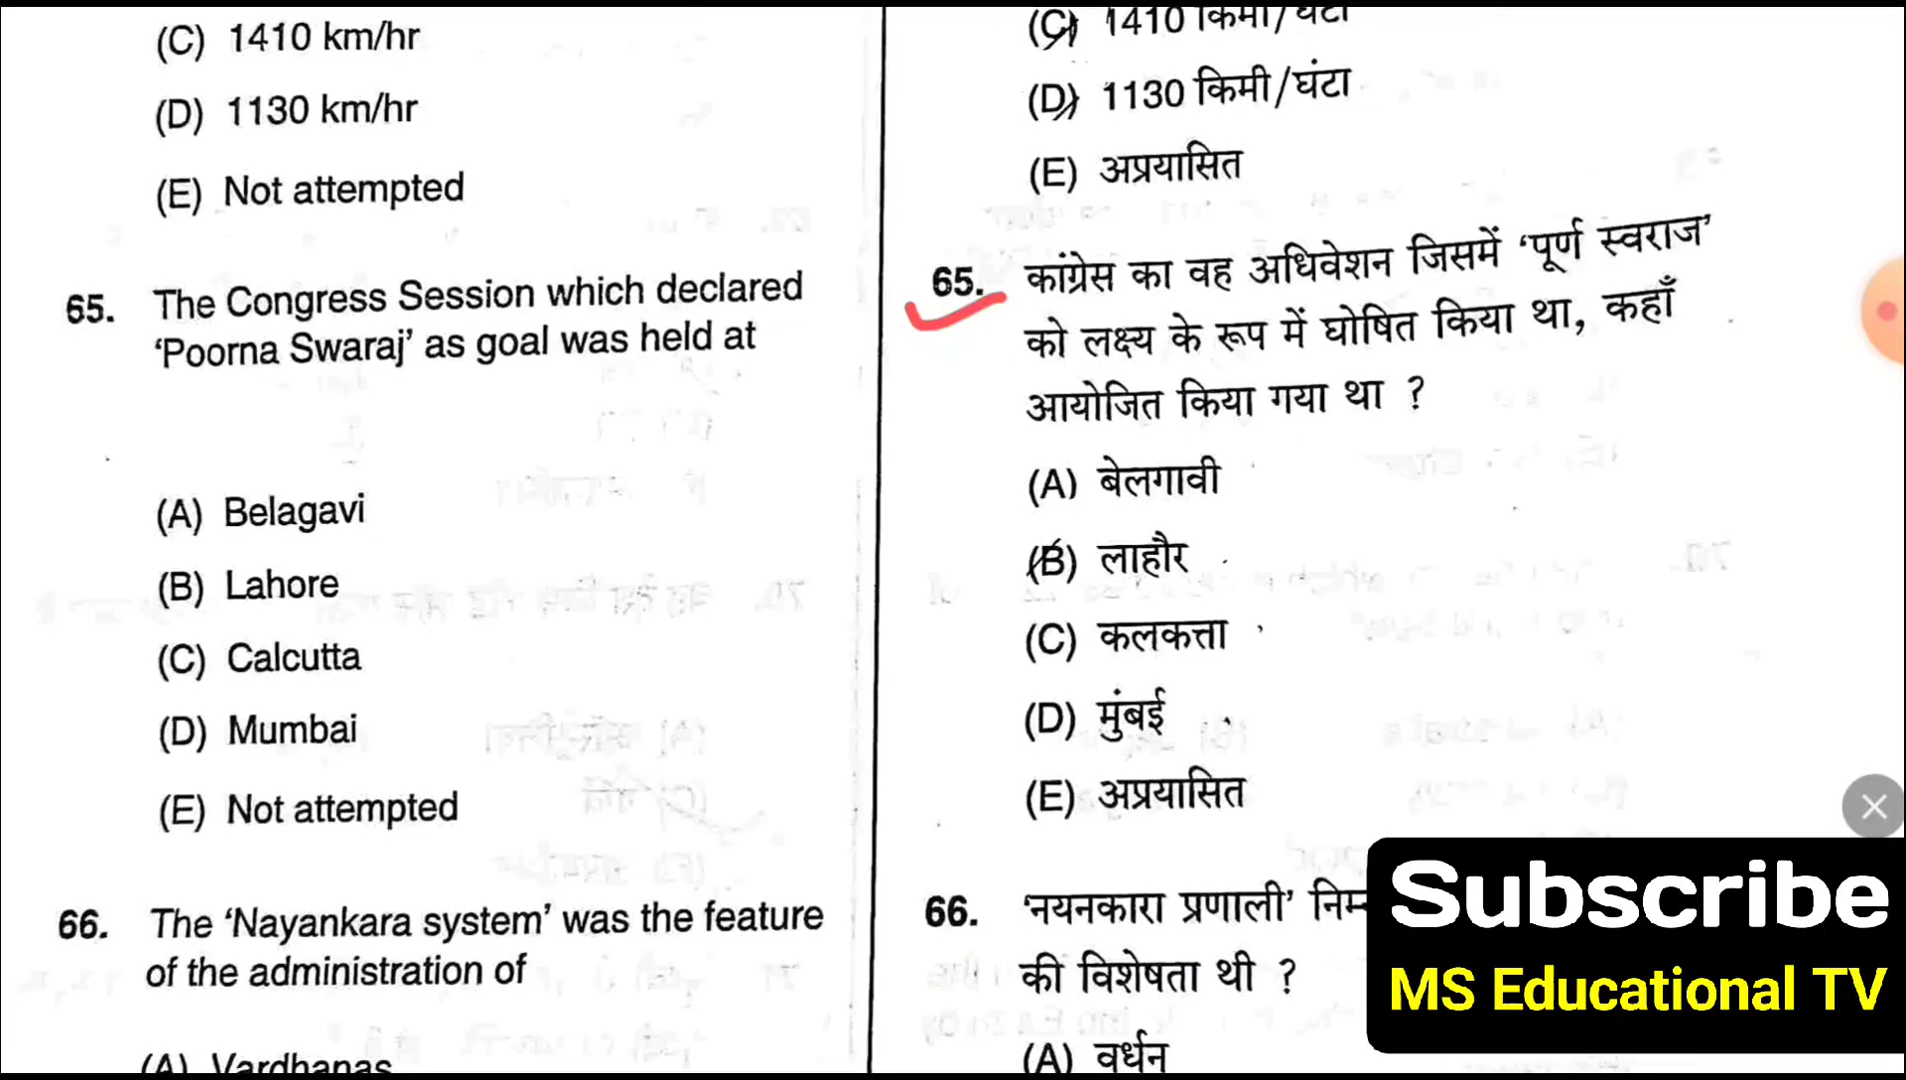 (C) 1410 km/hr
(D) 1130 km/hr
(E) Not attempted
65. The Congress Session which declared
‘Poorna Swaraj’ as goal was held at
(A) Belagavi
(B) Lahore
(C) Calcutta
(D) Mumbai
(E) Not attempted
66. The ‘Nayankara system’ was the feature
of the administration of
(A) Vardhanas
(C) 1410 किमी/घंटा
(D) 1130 किमी/घंटा
(E) अप्रयासित
65. कांग्रेस का वह अधिवेशन जिसमें ‘पूर्ण स्वराज’
को लक्ष्य के रूप में घोषित किया था, कहाँ
आयोजित किया गया था ?
(A) बेलगावी
(B) लाहौर
(C) कलकत्ता
(D) मुंबई
(E) अप्रयासित
66. ‘नयनकारा प्रणाली’
की विशेषता थी ?
(A) वर्धन
Subscribe
MS Educational TV